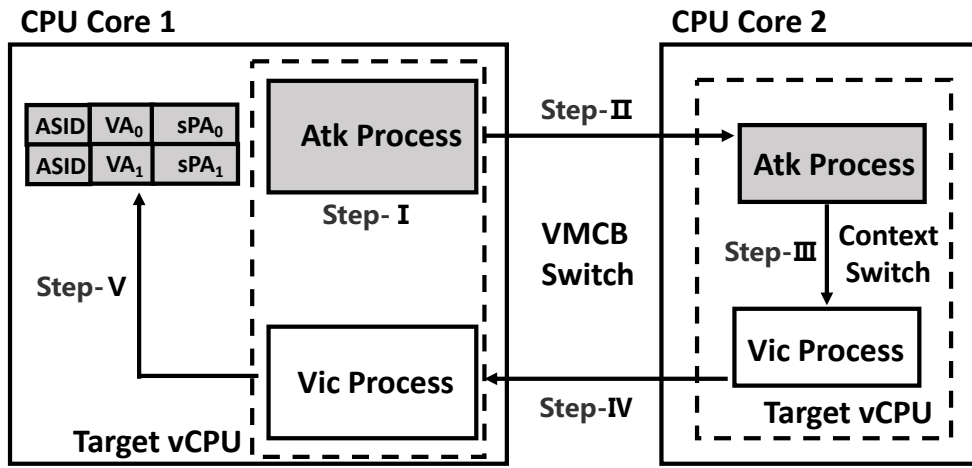 CPU Core 1
CPU Core 2
ASID VA₀ sPA₀
ASID VA₁ sPA₁
Atk Process
Step-Ⅰ
Step-Ⅱ
Atk Process
VMCB
Switch
Step-Ⅲ
Context
Switch
Step-Ⅴ
Vic Process
Vic Process
Step-Ⅳ
Target vCPU
Target vCPU